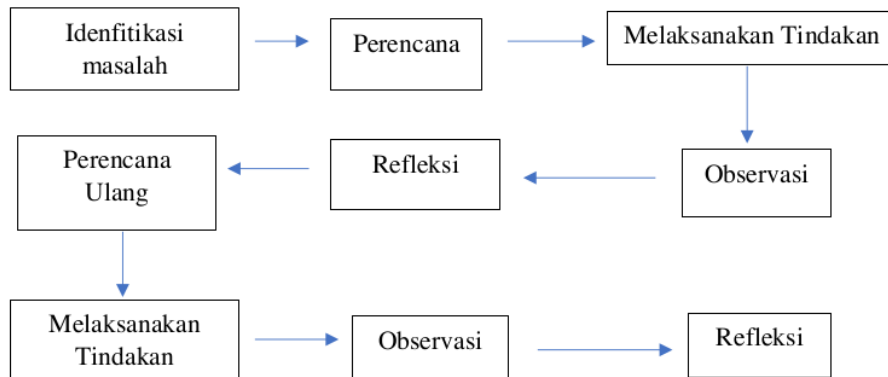 Idenfitikasi
masalah
Perencana
Melaksanakan Tindakan
Observasi
Refleksi
Perencana
Ulang
Melaksanakan
Tindakan
Observasi
Refleksi